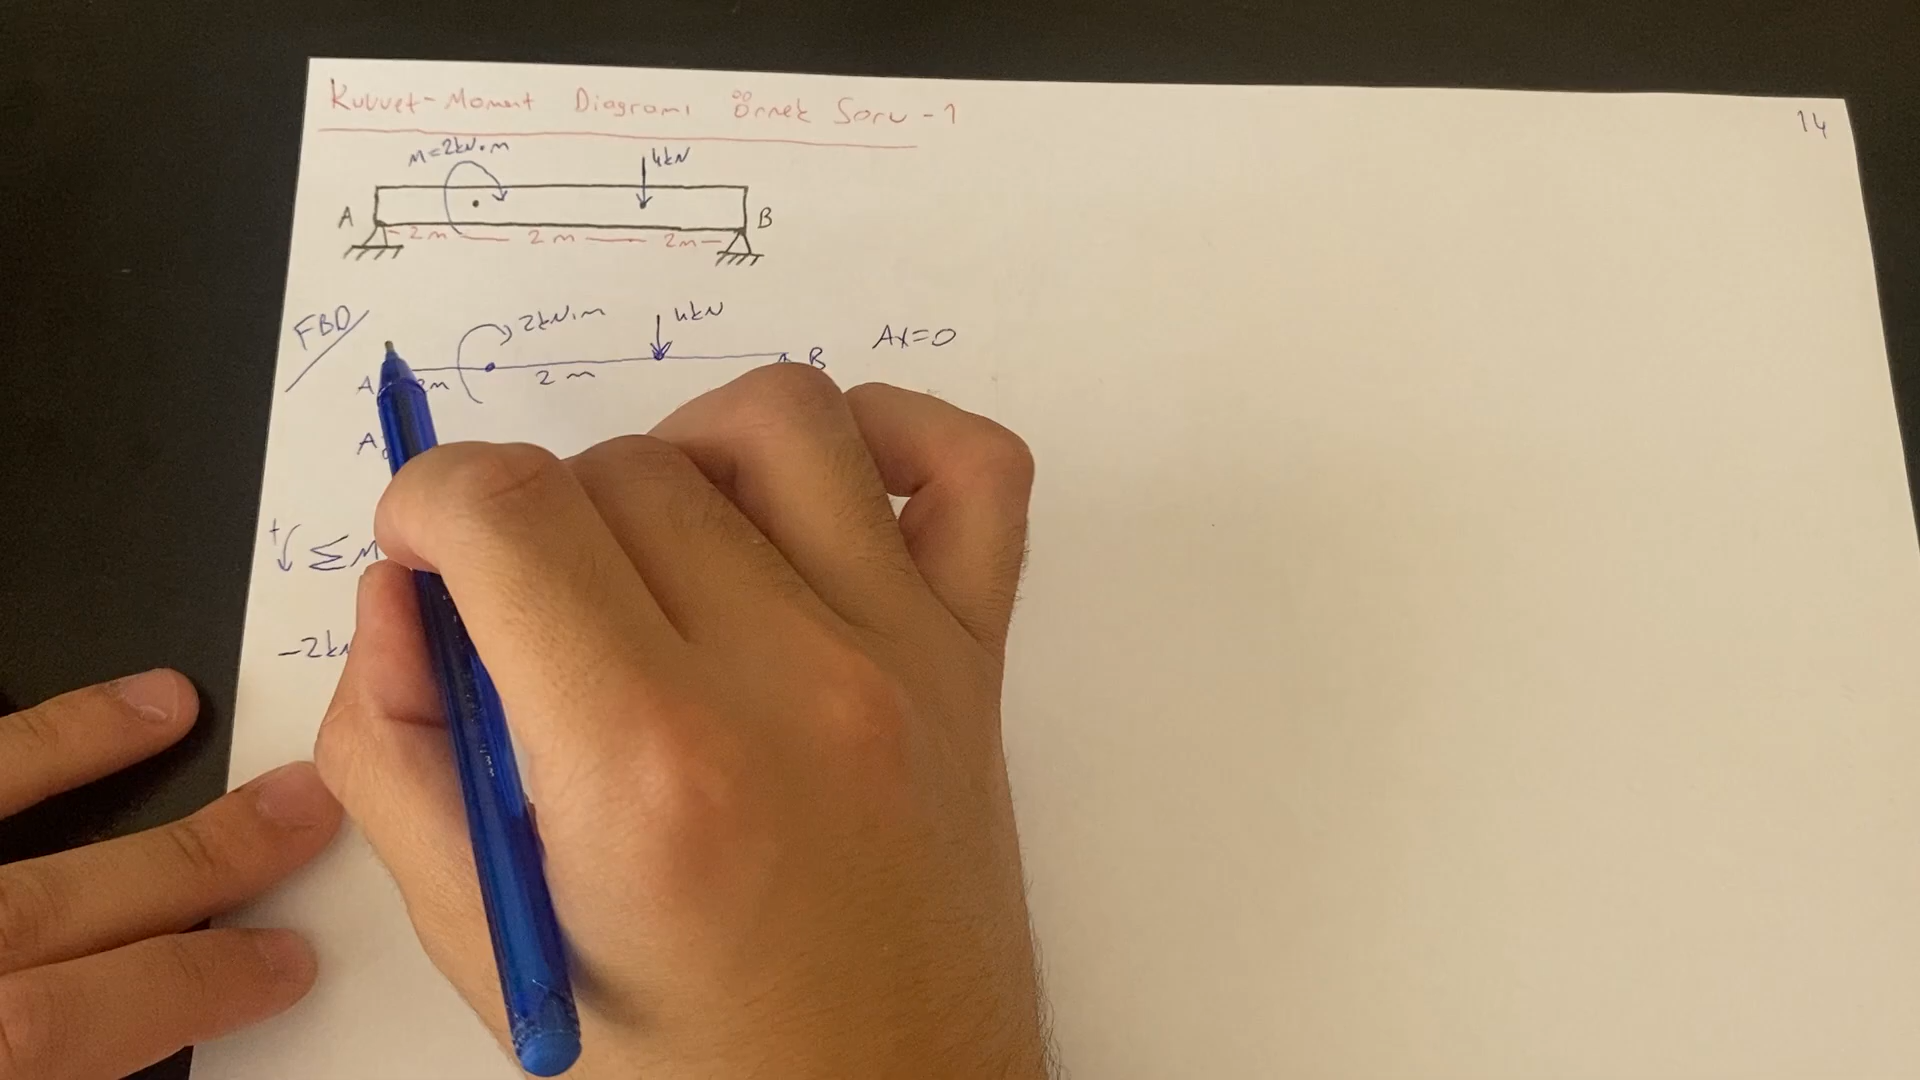 Kuvvet-Moment Diagramı Örnek Soru-1
14
M=2kN.m
4kN
A
B
2m 2m 2m
FBD
2kN.m
4kN
Ax=0
A
2m
2m
B
A
+ ΣM
-2kN